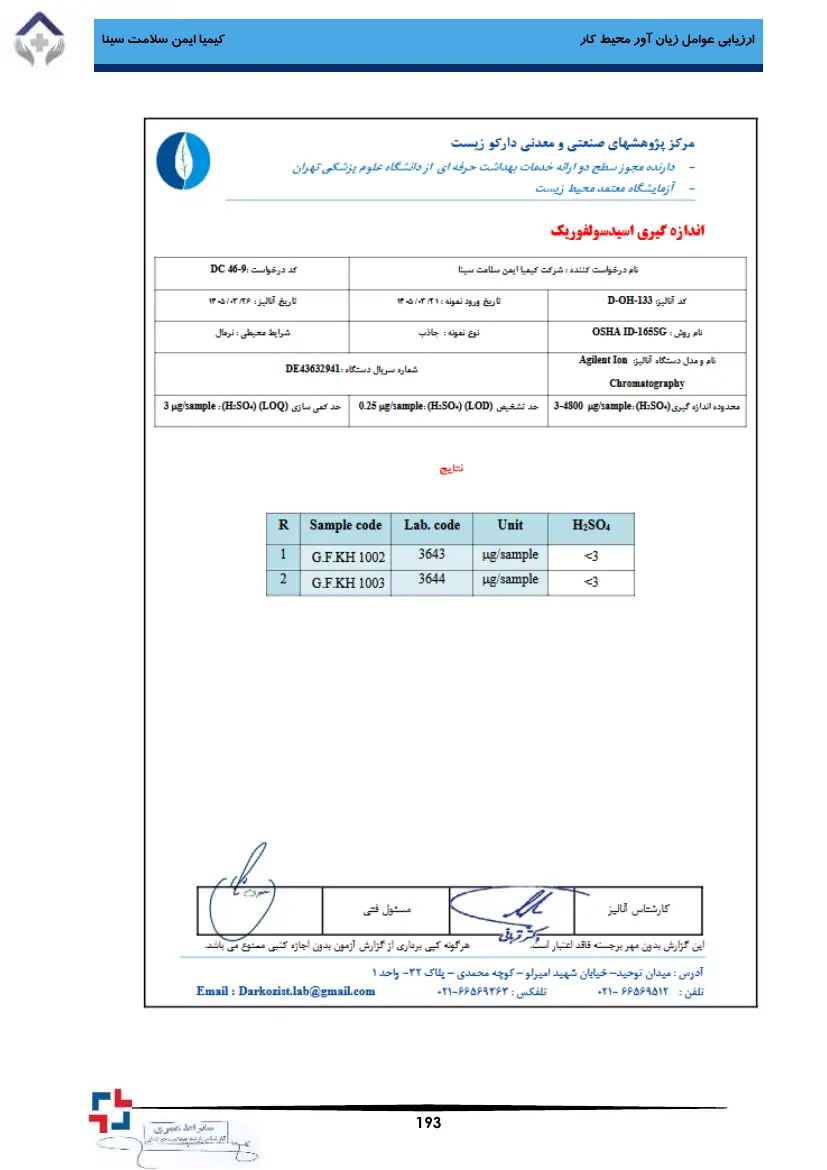 ارزیابی عوامل زیان آور محیط کار
کیمیا ایمن سلامت سینا
مرکز پژوهشهای صنعتی و معدنی دارکو زیست
- دارنده مجوز سطح دو ارائه خدمات بهداشت حرفه ای از دانشگاه علوم پزشکی تهران
- آزمایشگاه معتمد محیط زیست
اندازه گیری اسیدسولفوریک
نام درخواست کننده : شرکت کیمیا ایمن سلامت سینا
کد درخواست :DC 46-9
کد آنالیز: D-OH-133
تاریخ ورود نمونه : ۱۴۰۵/۰۳/۲۱
تاریخ آنالیز : ۱۴۰۵/۰۳/۲۶
نام روش : OSHA ID-165SG
نوع نمونه : جاذب
شرایط محیطی : نرمال
نام و مدل دستگاه آنالیز: Agilent Ion
Chromatography
شماره سریال دستگاه :DE43632941
محدوده اندازه گیری(H₂SO₄) :3-4800 µg/sample
حد تشخیص (LOD) (H₂SO₄) :0.25 µg/sample
حد کمی سازی (LOQ) (H₂SO₄) : 3 µg/sample
نتایج
R Sample code Lab. code Unit H₂SO₄
1 G.F.KH 1002 3643 µg/sample <3
2 G.F.KH 1003 3644 µg/sample <3
کارشناس آنالیز
دکتر قربانی
مسئول فنی
این گزارش بدون مهر برجسته فاقد اعتبار است.
هرگونه کپی برداری از گزارش آزمون بدون اجازه کتبی ممنوع می باشد.
آدرس : میدان توحید– خیابان شهید امیرلو – کوچه محمدی – پلاک ۳۲- واحد ۱
تلفن : ۶۶۵۶۹۵۱۲ -۰۲۱
تلفکس : ۶۶۵۶۹۳۶۳-۰۲۱
Email : Darkozist.lab@gmail.com
193